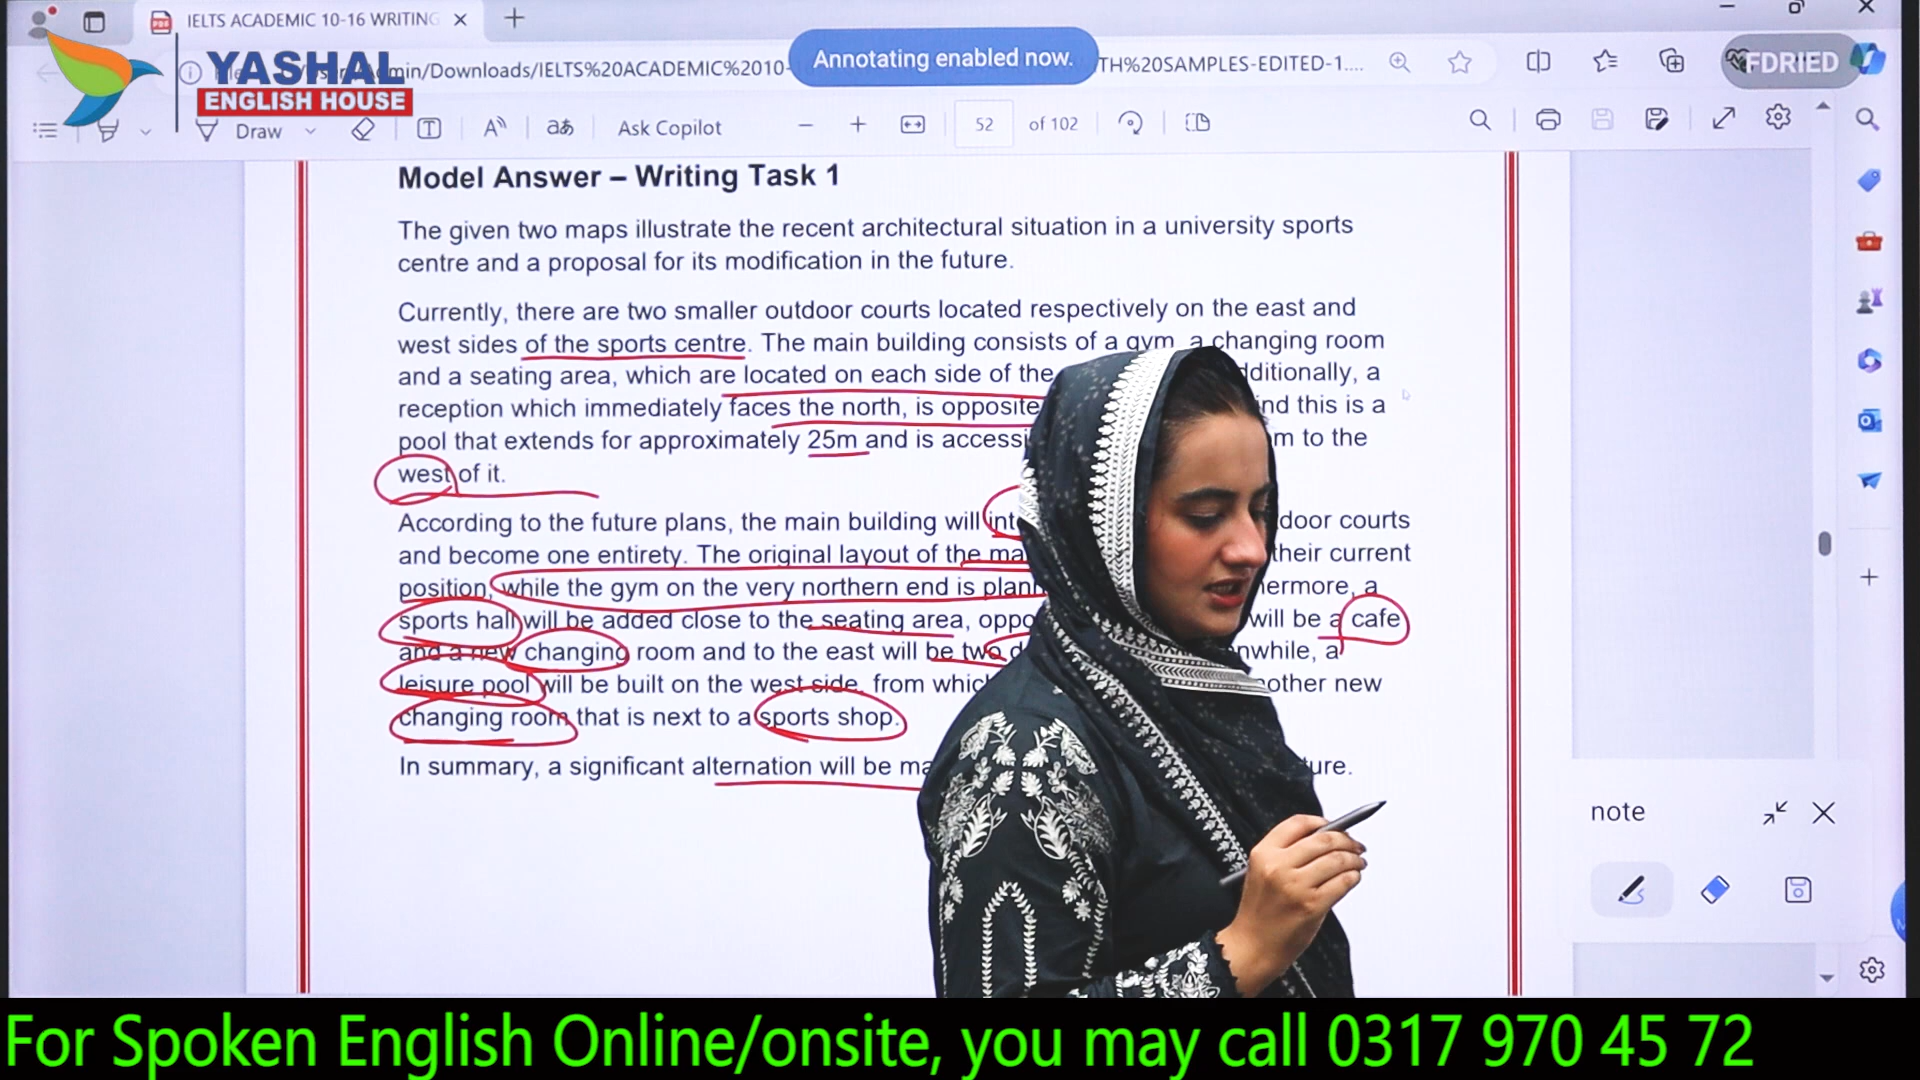 IELTS ACADEMIC 10-16 WRITING
YASHAL
ENGLISH HOUSE
min/Downloads/IELTS%20ACADEMIC%2010-
Annotating enabled now.
TH%20SAMPLES-EDITED-1....
FDRIED
Draw
Ask Copilot
52 of 102
Model Answer – Writing Task 1
The given two maps illustrate the recent architectural situation in a university sports
centre and a proposal for its modification in the future.
Currently, there are two smaller outdoor courts located respectively on the east and
west sides of the sports centre. The main building consists of a gym, a changing room
and a seating area, which are located on each side of the dditionally, a
reception which immediately faces the north, is opposite nd this is a
pool that extends for approximately 25m and is accessi m to the
west of it.
According to the future plans, the main building will int door courts
and become one entirety. The original layout of the ma their current
position, while the gym on the very northern end is plan ermore, a
sports hall will be added close to the seating area, oppo will be a cafe
and a new changing room and to the east will be two d nwhile, a
leisure pool will be built on the west side, from which nother new
changing room that is next to a sports shop.
In summary, a significant alternation will be ma ure.
note
For Spoken English Online/onsite, you may call 0317 970 45 72